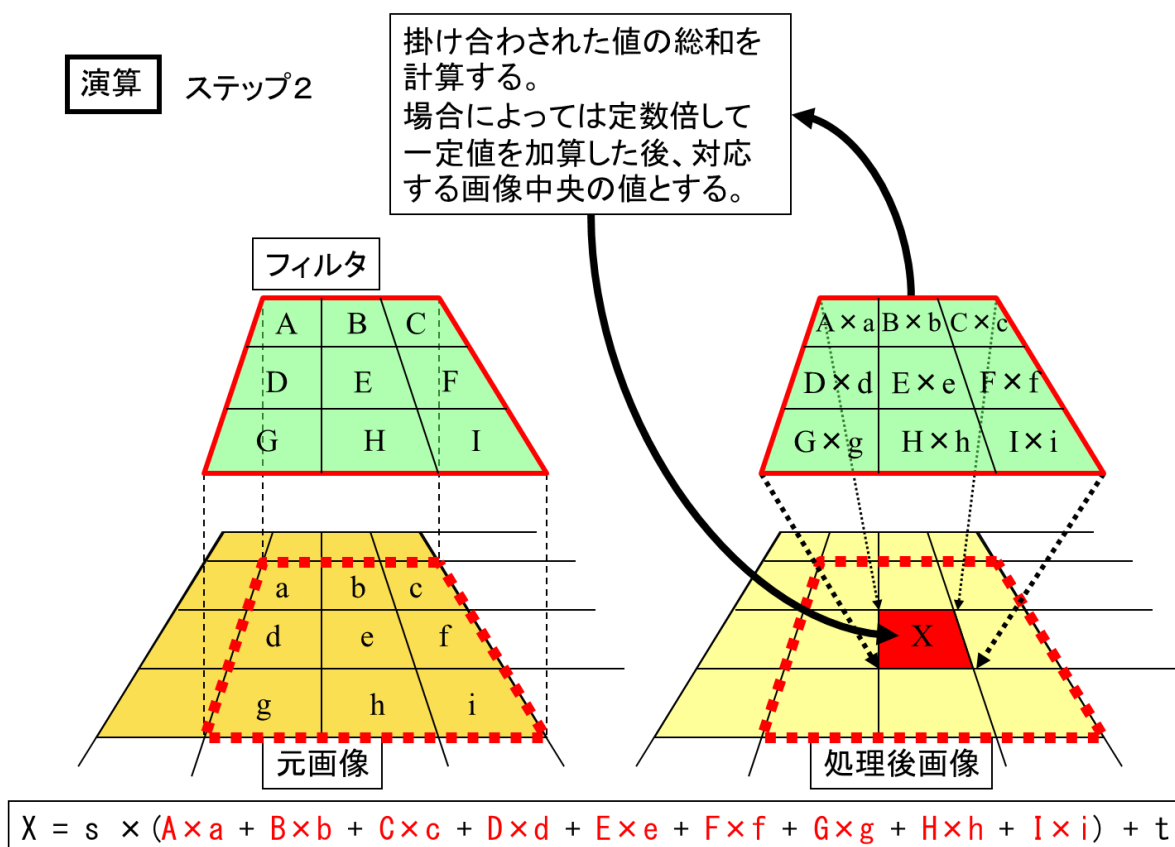 演算 ステップ2
掛け合わされた値の総和を
計算する。
場合によっては定数倍して
一定値を加算した後、対応
する画像中央の値とする。
フィルタ
A B C
D E F
G H I
A×a B×b C×c
D×d E×e F×f
G×g H×h I×i
a b c
d e f
g h i
元画像
X
処理後画像
X = s ×(A×a + B×b + C×c + D×d + E×e + F×f + G×g + H×h + I×i) + t